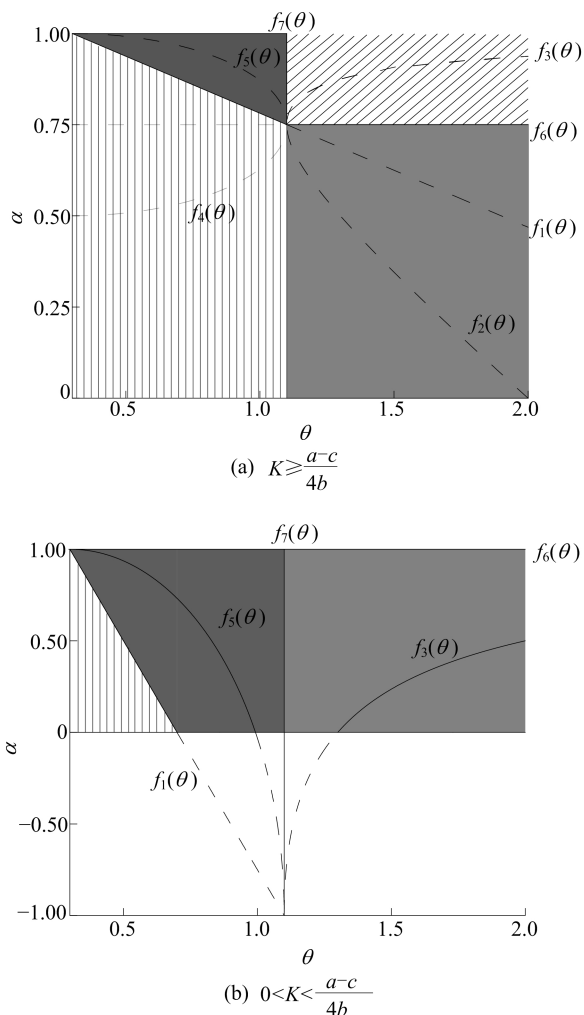 f₇(θ)
1.00
f₅(θ)
f₃(θ)
0.75
f₆(θ)
α
0.50
f₄(θ)
f₁(θ)
0.25
f₂(θ)
0
0.5
1.0
1.5
2.0
θ
(a) K⩾a−c/4b
f₇(θ)
1.00
f₆(θ)
f₅(θ)
0.50
f₃(θ)
0
α
f₁(θ)
−0.50
−1.00
0.5
1.0
1.5
2.0
θ
(b) 0<K<a−c/4b